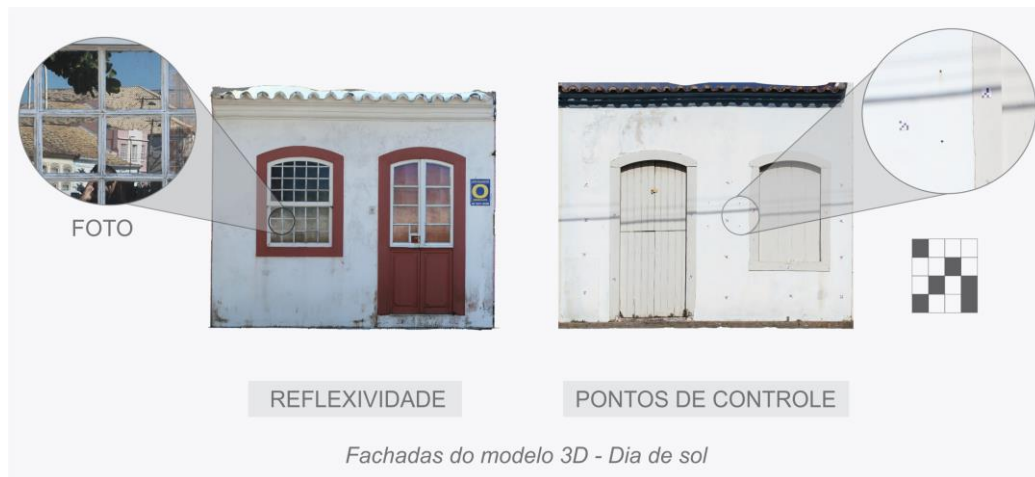 FOTO
REFLEXIVIDADE
PONTOS DE CONTROLE
Fachadas do modelo 3D - Dia de sol